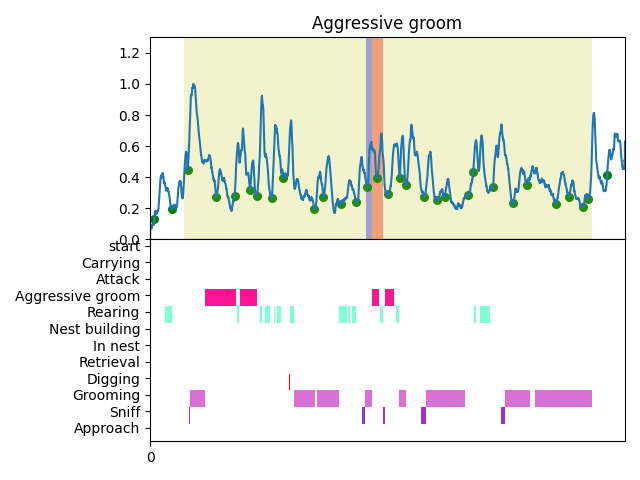 Aggressive groom
1.2
1.0
0.8
0.6
0.4
0.2
0.0
start
Carrying
Attack
Aggressive groom
Rearing
Nest building
In nest
Retrieval
Digging
Grooming
Sniff
Approach
0